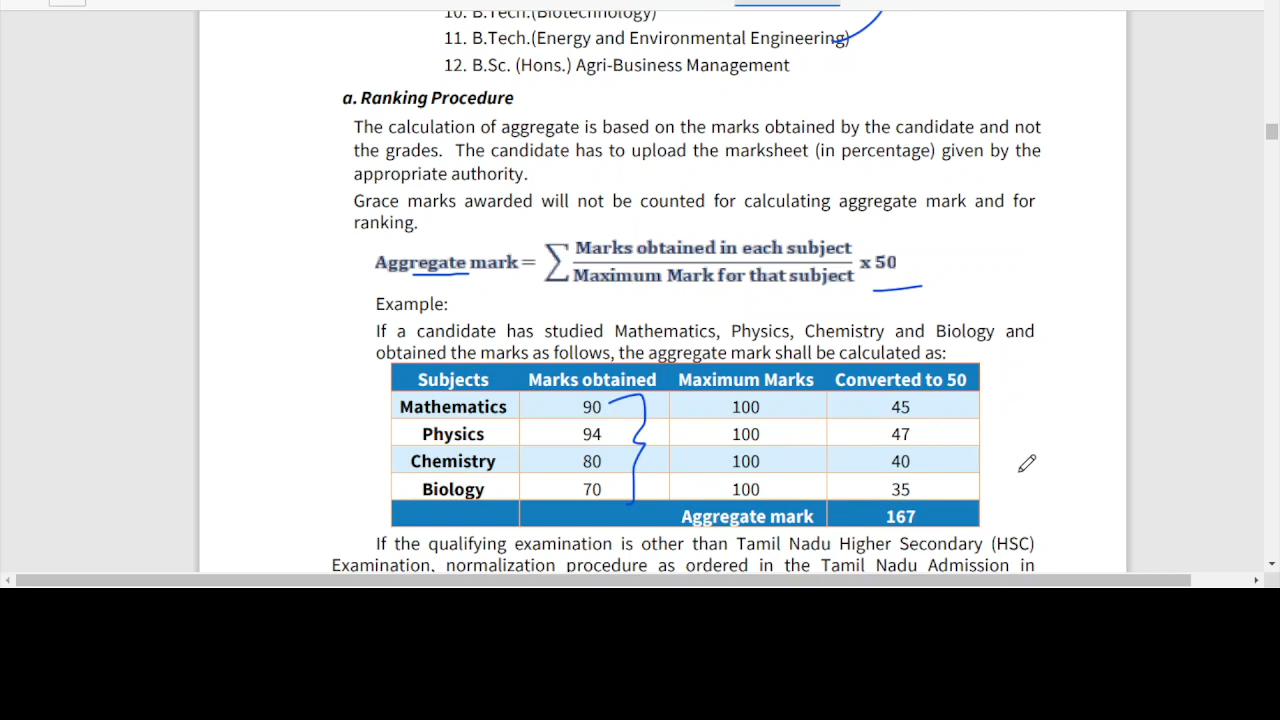 10. B.Tech.(Biotechnology)
11. B.Tech.(Energy and Environmental Engineering)
12. B.Sc. (Hons.) Agri-Business Management
a. Ranking Procedure
The calculation of aggregate is based on the marks obtained by the candidate and not
the grades. The candidate has to upload the marksheet (in percentage) given by the
appropriate authority.
Grace marks awarded will not be counted for calculating aggregate mark and for
ranking.
Aggregate mark = ∑ Marks obtained in each subject / Maximum Mark for that subject x 50
Example:
If a candidate has studied Mathematics, Physics, Chemistry and Biology and
obtained the marks as follows, the aggregate mark shall be calculated as:
Subjects Marks obtained Maximum Marks Converted to 50
Mathematics 90 100 45
Physics 94 100 47
Chemistry 80 100 40
Biology 70 100 35
Aggregate mark 167
If the qualifying examination is other than Tamil Nadu Higher Secondary (HSC)
Examination, normalization procedure as ordered in the Tamil Nadu Admission in